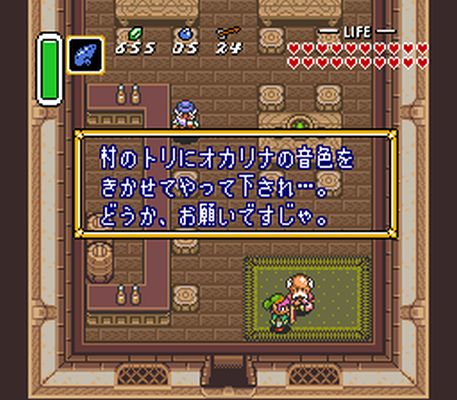 655 05 24
— LIFE —
村のトリにオカリナの音色を
きかせてやって下され…。
どうか、お願いですじゃ。